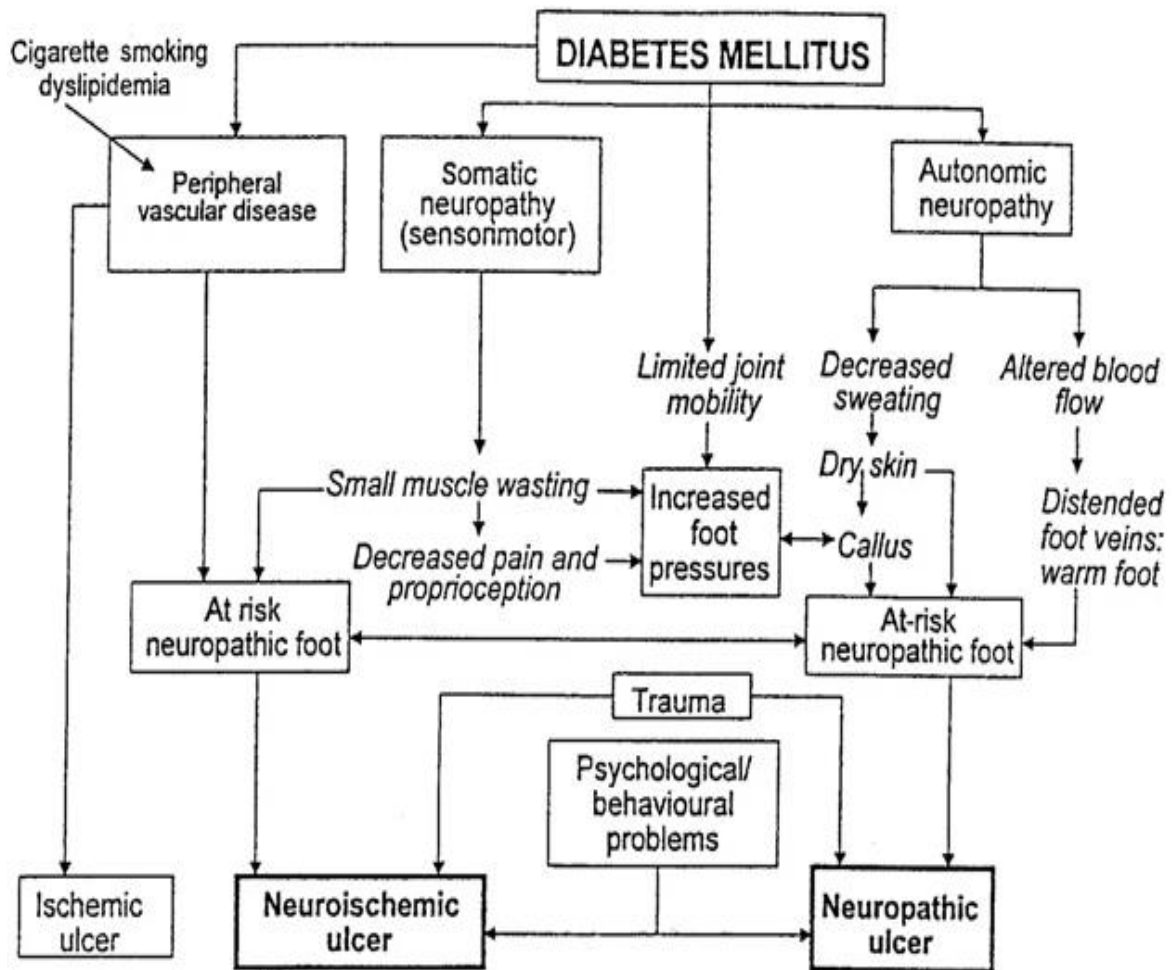 Cigarette smoking
dyslipidemia
DIABETES MELLITUS
Peripheral
vascular disease
Somatic
neuropathy
(sensorimotor)
Autonomic
neuropathy
Limited joint
mobility
Decreased
sweating
Altered blood
flow
Small muscle wasting
Increased
foot
pressures
Dry skin
Callus
Distended
foot veins:
warm foot
Decreased pain and
proprioception
At risk
neuropathic foot
At-risk
neuropathic foot
Trauma
Psychological/
behavioural
problems
Ischemic
ulcer
Neuroischemic
ulcer
Neuropathic
ulcer